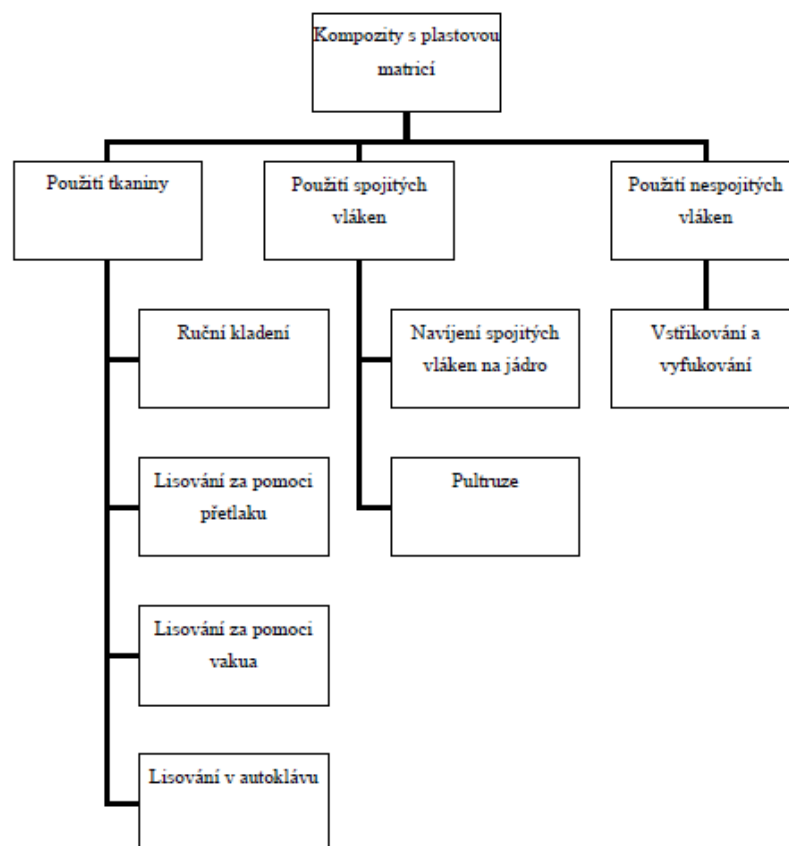 Kompozity s plastovou
matricí
Použití tkaniny
Použití spojitých
vláken
Použití nespojitých
vláken
Ruční kladení
Navíjení spojitých
vláken na jádro
Vstřikování a
vyfukování
Lisování za pomoci
přetlaku
Pultruze
Lisování za pomoci
vakua
Lisování v autoklávu